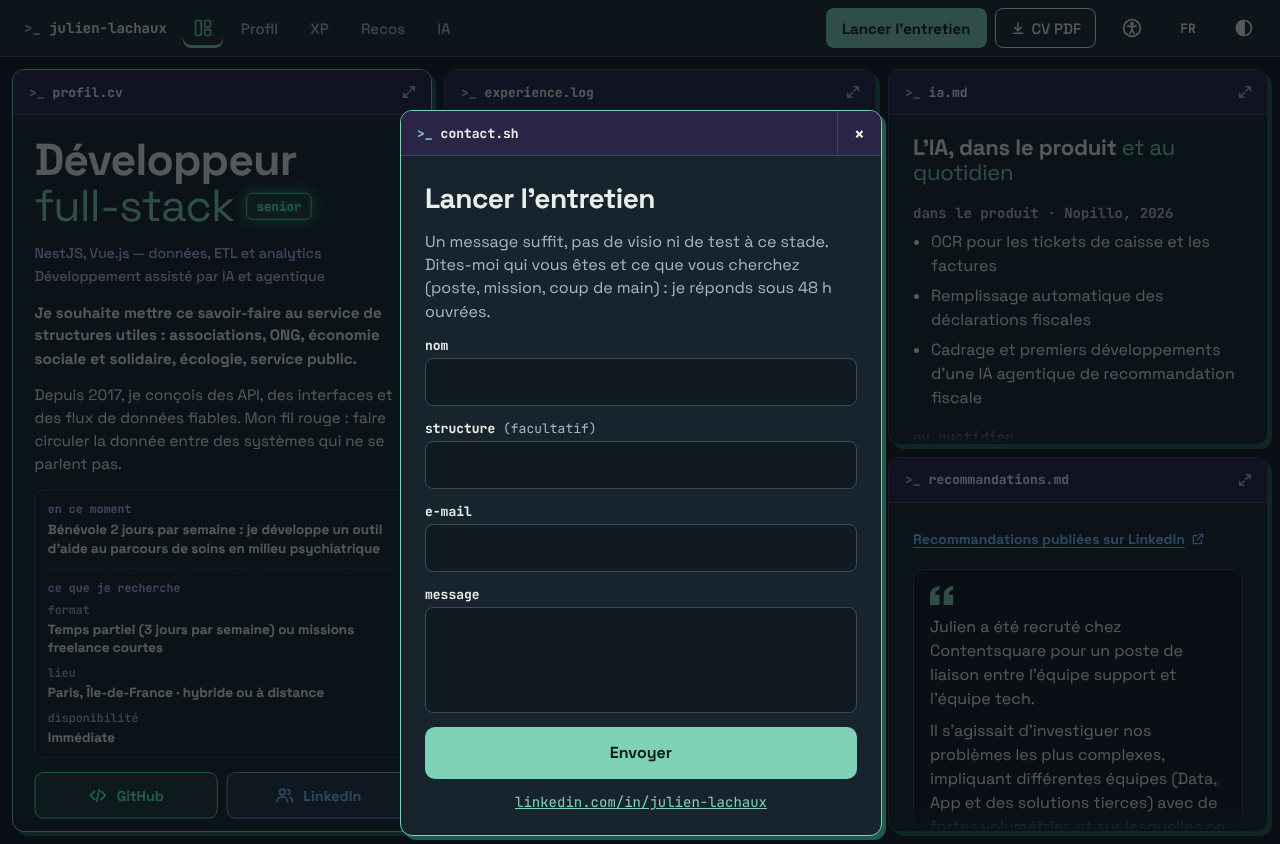 >_ julien-lachaux
Profil
XP
Recos
IA
Lancer l'entretien
CV PDF
FR
>_ profil.cv
Développeur
full-stack senior
NestJS, Vue.js — données, ETL et analytics
Développement assisté par IA et agentique
Je souhaite mettre ce savoir-faire au service de
structures utiles : associations, ONG, économie
sociale et solidaire, écologie, service public.
Depuis 2017, je conçois des API, des interfaces et
des flux de données fiables. Mon fil rouge : faire
circuler la donnée entre des systèmes qui ne se
parlent pas.
en ce moment
Bénévole 2 jours par semaine : je développe un outil
d'aide au parcours de soins en milieu psychiatrique
ce que je recherche
format
Temps partiel (3 jours par semaine) ou missions
freelance courtes
lieu
Paris, Île-de-France · hybride ou à distance
disponibilité
Immédiate
GitHub
LinkedIn
>_ experience.log
>_ contact.sh
×
Lancer l'entretien
Un message suffit, pas de visio ni de test à ce stade.
Dites-moi qui vous êtes et ce que vous cherchez
(poste, mission, coup de main) : je réponds sous 48 h
ouvrées.
nom
structure (facultatif)
e-mail
message
Envoyer
linkedin.com/in/julien-lachaux
>_ ia.md
L'IA, dans le produit et au
quotidien
dans le produit · Nopillo, 2026
• OCR pour les tickets de caisse et les
factures
• Remplissage automatique des
déclarations fiscales
• Cadrage et premiers développements
d'une IA agentique de recommandation
fiscale
au quotidien
>_ recommandations.md
Recommandations publiées sur LinkedIn
Julien a été recruté chez
Contentsquare pour un poste de
liaison entre l'équipe support et
l'équipe tech.
Il s'agissait d'investiguer nos
problèmes les plus complexes,
impliquant différentes équipes (Data,
App et des solutions tierces) avec de
fortes volumétries et sur lesquelles on